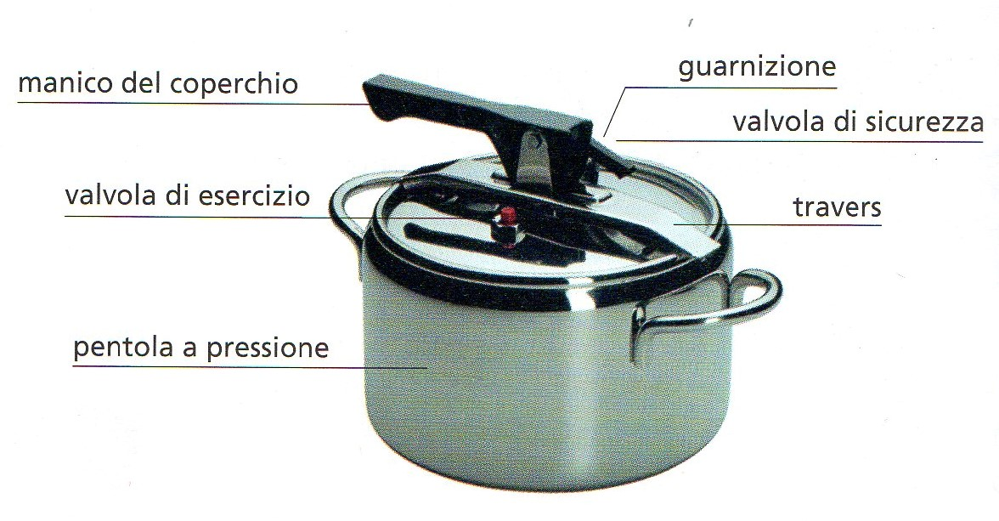 manico del coperchio
guarnizione
valvola di sicurezza
valvola di esercizio
travers
pentola a pressione